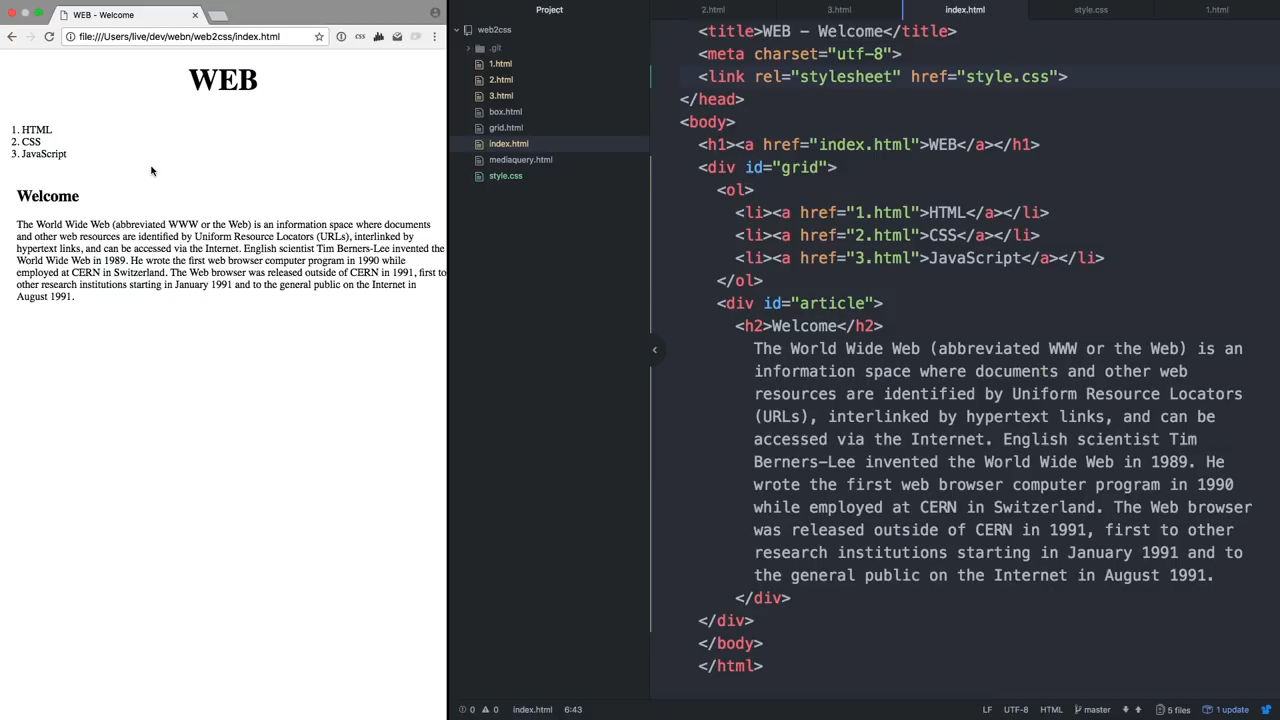 WEB - Welcome
file:///Users/live/dev/webn/web2css/index.html
css
WEB
1. HTML
2. CSS
3. JavaScript
Welcome
The World Wide Web (abbreviated WWW or the Web) is an information space where documents
and other web resources are identified by Uniform Resource Locators (URLs), interlinked by
hypertext links, and can be accessed via the Internet. English scientist Tim Berners-Lee invented the
World Wide Web in 1989. He wrote the first web browser computer program in 1990 while
employed at CERN in Switzerland. The Web browser was released outside of CERN in 1991, first to
other research institutions starting in January 1991 and to the general public on the Internet in
August 1991.
Project
web2css
.git
1.html
2.html
3.html
box.html
grid.html
index.html
mediaquery.html
style.css
2.html
3.html
index.html
style.css
1.html
<title>WEB - Welcome</title>
<meta charset="utf-8">
<link rel="stylesheet" href="style.css">
</head>
<body>
<h1><a href="index.html">WEB</a></h1>
<div id="grid">
<ol>
<li><a href="1.html">HTML</a></li>
<li><a href="2.html">CSS</a></li>
<li><a href="3.html">JavaScript</a></li>
</ol>
<div id="article">
<h2>Welcome</h2>
The World Wide Web (abbreviated WWW or the Web) is an
information space where documents and other web
resources are identified by Uniform Resource Locators
(URLs), interlinked by hypertext links, and can be
accessed via the Internet. English scientist Tim
Berners-Lee invented the World Wide Web in 1989. He
wrote the first web browser computer program in 1990
while employed at CERN in Switzerland. The Web browser
was released outside of CERN in 1991, first to other
research institutions starting in January 1991 and to
the general public on the Internet in August 1991.
</div>
</div>
</body>
</html>
0 0 index.html 6:43
LF UTF-8 HTML master 5 files 1 update